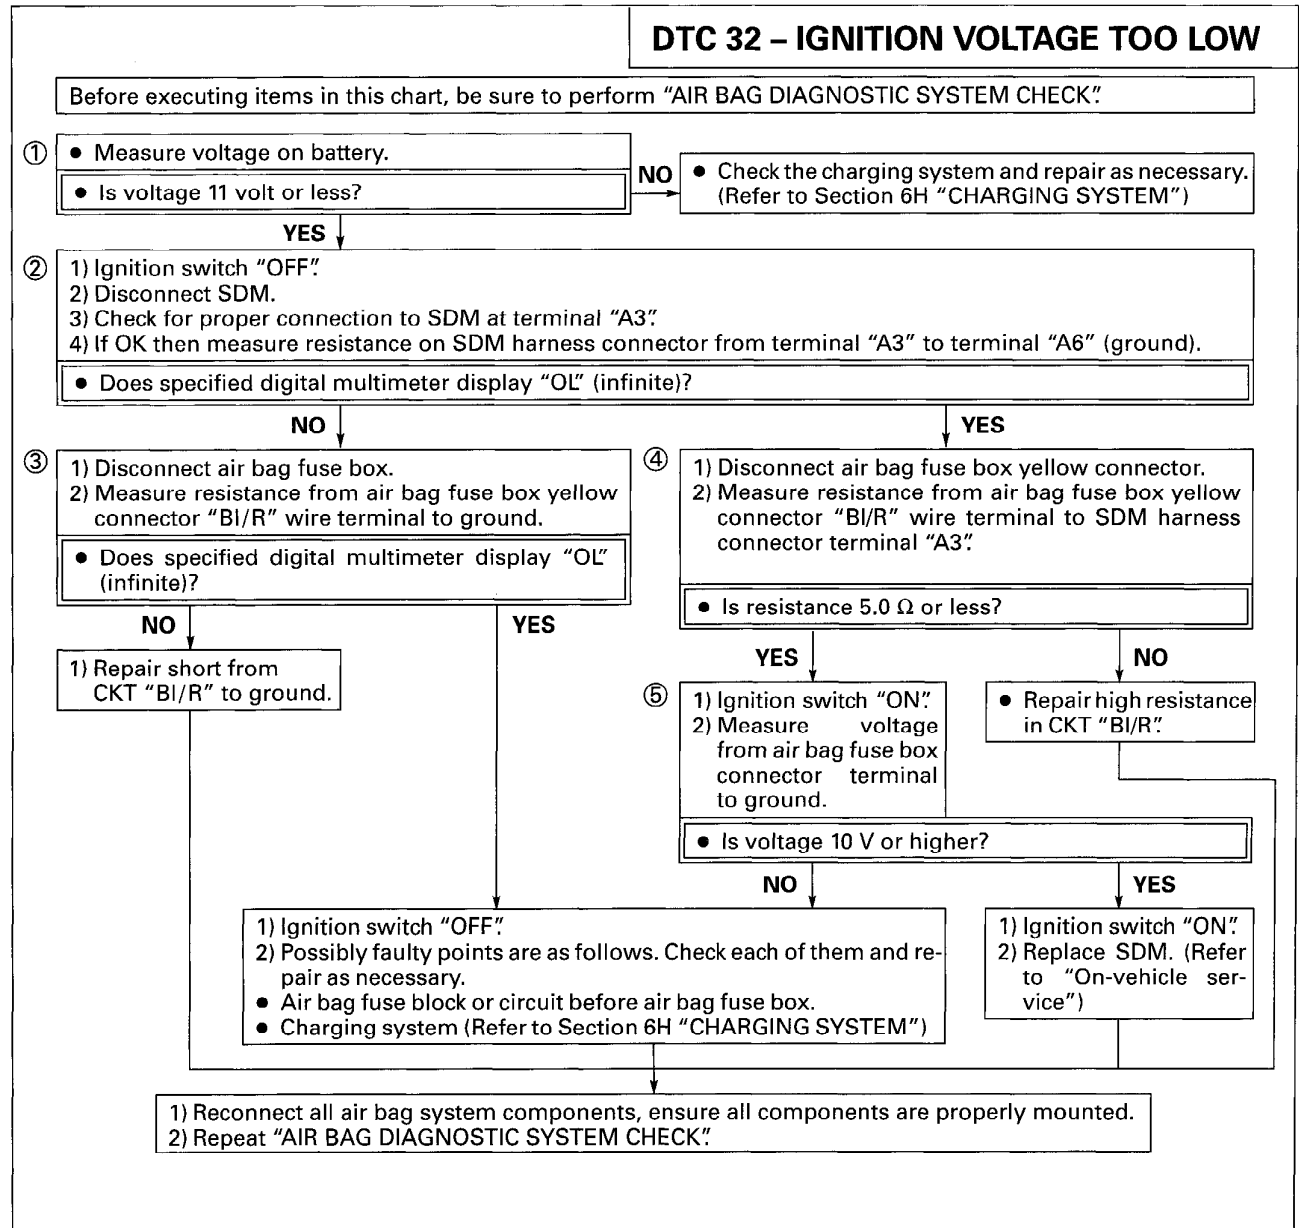 DTC 32 – IGNITION VOLTAGE TOO LOW
Before executing items in this chart, be sure to perform “AIR BAG DIAGNOSTIC SYSTEM CHECK”.
① ● Measure voltage on battery.
● Is voltage 11 volt or less?
NO
● Check the charging system and repair as necessary.
(Refer to Section 6H “CHARGING SYSTEM”)
YES
② 1) Ignition switch “OFF”.
2) Disconnect SDM.
3) Check for proper connection to SDM at terminal “A3”.
4) If OK then measure resistance on SDM harness connector from terminal “A3” to terminal “A6” (ground).
● Does specified digital multimeter display “OL” (infinite)?
NO
YES
③ 1) Disconnect air bag fuse box.
2) Measure resistance from air bag fuse box yellow
connector “Bl/R” wire terminal to ground.
● Does specified digital multimeter display “OL”
(infinite)?
④ 1) Disconnect air bag fuse box yellow connector.
2) Measure resistance from air bag fuse box yellow
connector “Bl/R” wire terminal to SDM harness
connector terminal “A3”.
● Is resistance 5.0 Ω or less?
NO
YES
YES
NO
1) Repair short from
CKT “Bl/R” to ground.
⑤ 1) Ignition switch “ON”.
2) Measure voltage
from air bag fuse box
connector terminal
to ground.
● Repair high resistance
in CKT “Bl/R”.
● Is voltage 10 V or higher?
NO
YES
1) Ignition switch “OFF”.
2) Possibly faulty points are as follows. Check each of them and re-
pair as necessary.
● Air bag fuse block or circuit before air bag fuse box.
● Charging system (Refer to Section 6H “CHARGING SYSTEM”)
1) Ignition switch “ON”.
2) Replace SDM. (Refer
to “On-vehicle ser-
vice”)
1) Reconnect all air bag system components, ensure all components are properly mounted.
2) Repeat “AIR BAG DIAGNOSTIC SYSTEM CHECK”.